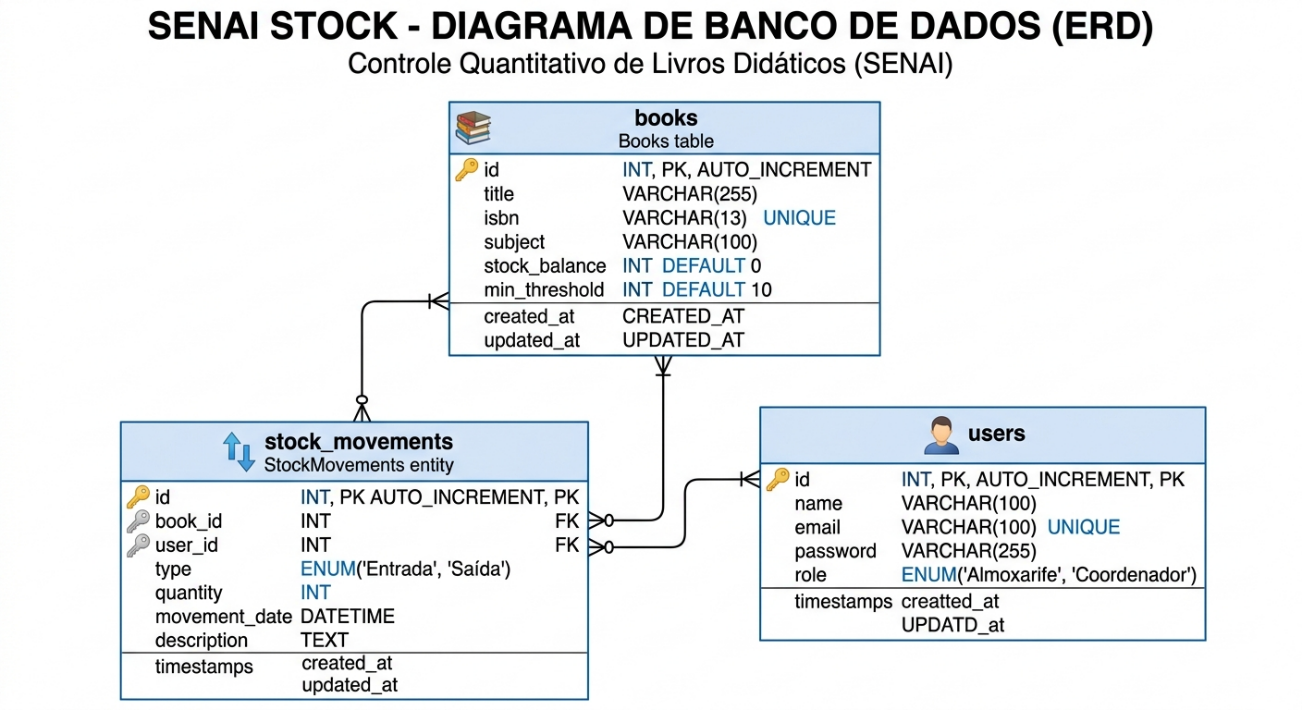 SENAI STOCK - DIAGRAMA DE BANCO DE DADOS (ERD)
Controle Quantitativo de Livros Didáticos (SENAI)
books
Books table
id INT, PK, AUTO_INCREMENT
title VARCHAR(255)
isbn VARCHAR(13) UNIQUE
subject VARCHAR(100)
stock_balance INT DEFAULT 0
min_threshold INT DEFAULT 10
created_at CREATED_AT
updated_at UPDATED_AT
stock_movements
StockMovements entity
id INT, PK AUTO_INCREMENT, PK
book_id INT FK
user_id INT FK
type ENUM('Entrada', 'Saída')
quantity INT
movement_date DATETIME
description TEXT
timestamps created_at
updated_at
users
id INT, PK, AUTO_INCREMENT, PK
name VARCHAR(100)
email VARCHAR(100) UNIQUE
password VARCHAR(255)
role ENUM('Almoxarife', 'Coordenador')
timestamps creatted_at
UPDATD_at